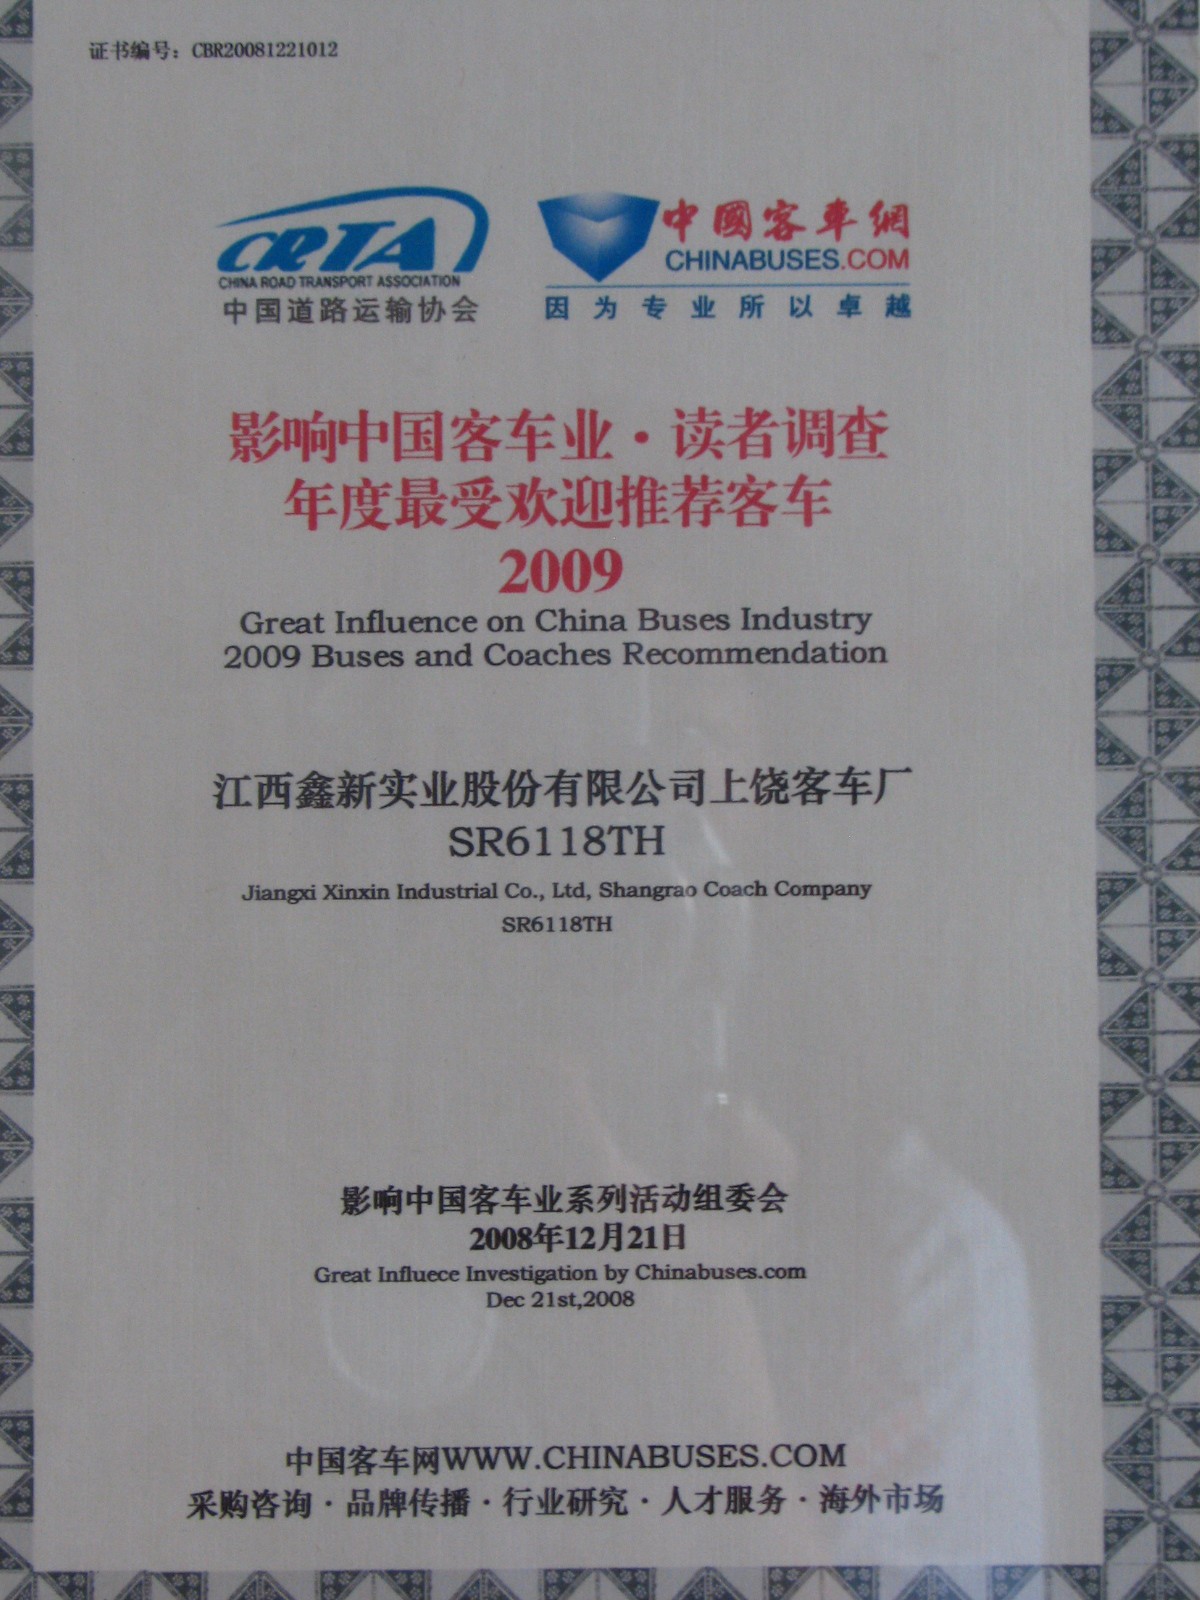 证书编号：CBR20081221012
CRTA
CHINA ROAD TRANSPORT ASSOCIATION
中国道路运输协会
中國客車網
CHINABUSES.COM
因为专业所以卓越
影响中国客车业·读者调查
年度最受欢迎推荐客车
2009
Great Influence on China Buses Industry
2009 Buses and Coaches Recommendation
江西鑫新实业股份有限公司上饶客车厂
SR6118TH
Jiangxi Xinxin Industrial Co., Ltd, Shangrao Coach Company
SR6118TH
影响中国客车业系列活动组委会
2008年12月21日
Great Influece Investigation by Chinabuses.com
Dec 21st,2008
中国客车网WWW.CHINABUSES.COM
采购咨询·品牌传播·行业研究·人才服务·海外市场